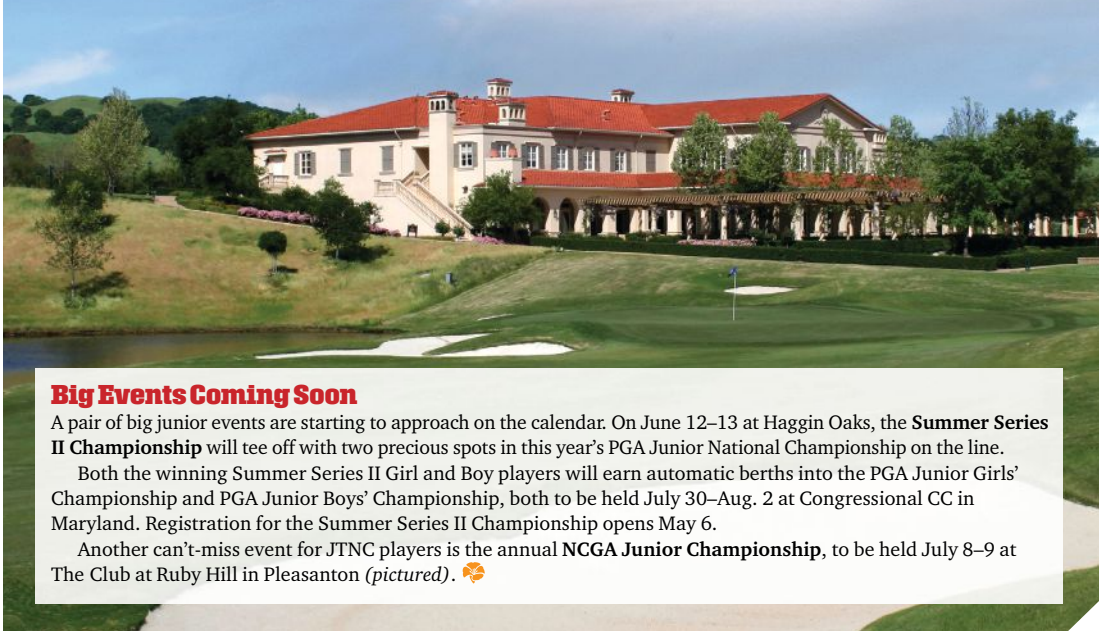 Big Events Coming Soon
A pair of big junior events are starting to approach on the calendar. On June 12–13 at Haggin Oaks, the Summer Series
II Championship will tee off with two precious spots in this year’s PGA Junior National Championship on the line.
Both the winning Summer Series II Girl and Boy players will earn automatic berths into the PGA Junior Girls’
Championship and PGA Junior Boys’ Championship, both to be held July 30–Aug. 2 at Congressional CC in
Maryland. Registration for the Summer Series II Championship opens May 6.
Another can’t-miss event for JTNC players is the annual NCGA Junior Championship, to be held July 8–9 at
The Club at Ruby Hill in Pleasanton (pictured).